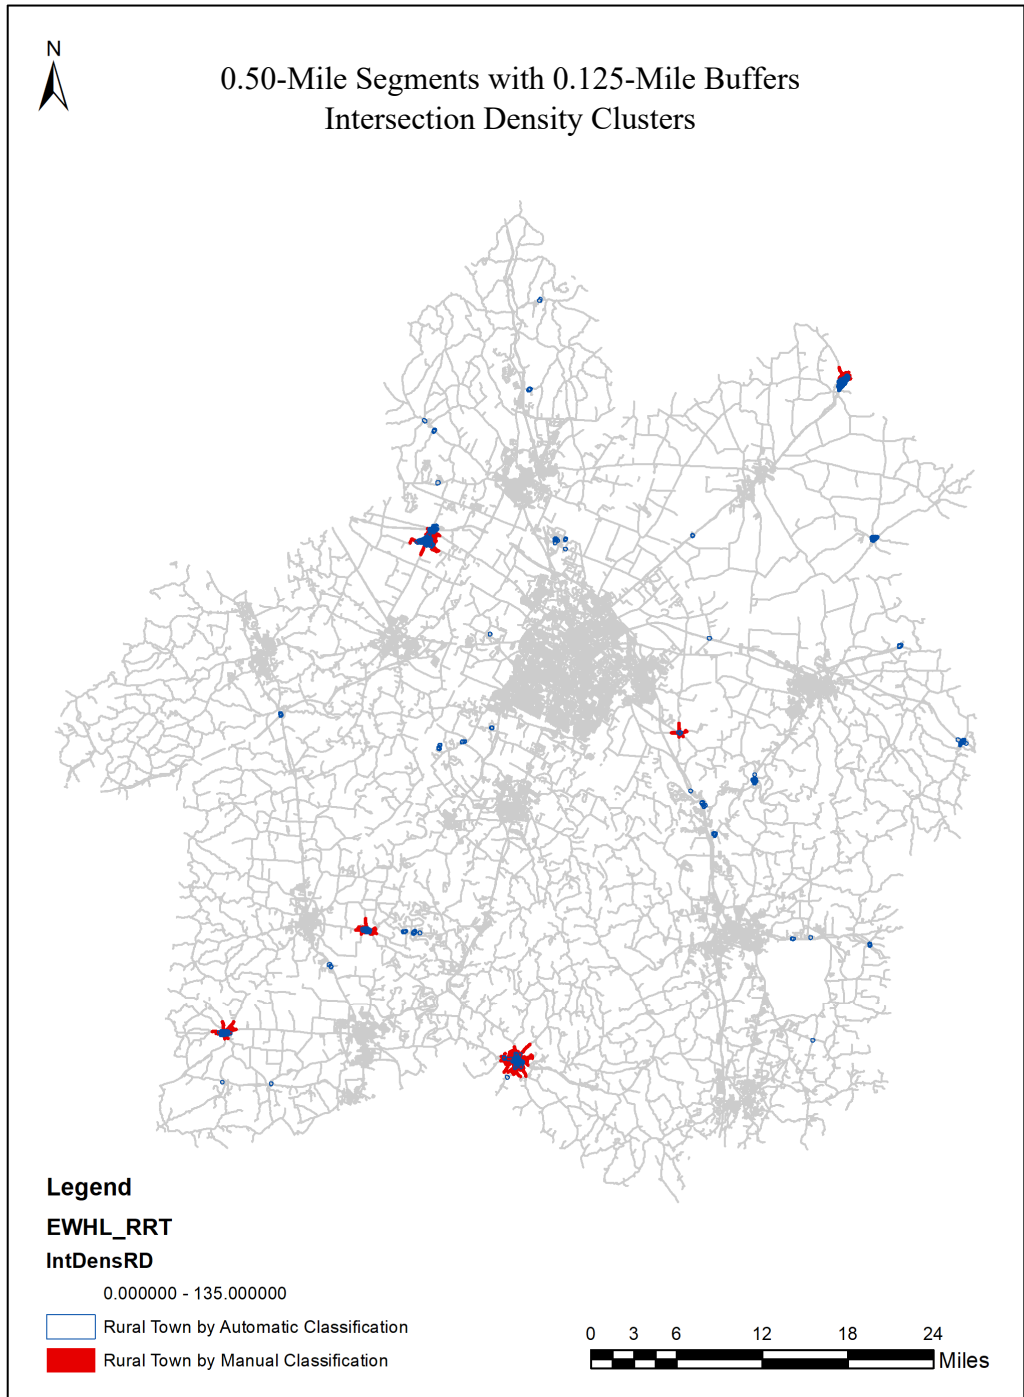 N
0.50-Mile Segments with 0.125-Mile Buffers
Intersection Density Clusters
Legend
EWHL_RRT
IntDensRD
0.000000 - 135.000000
Rural Town by Automatic Classification
Rural Town by Manual Classification
0 3 6 12 18 24
Miles